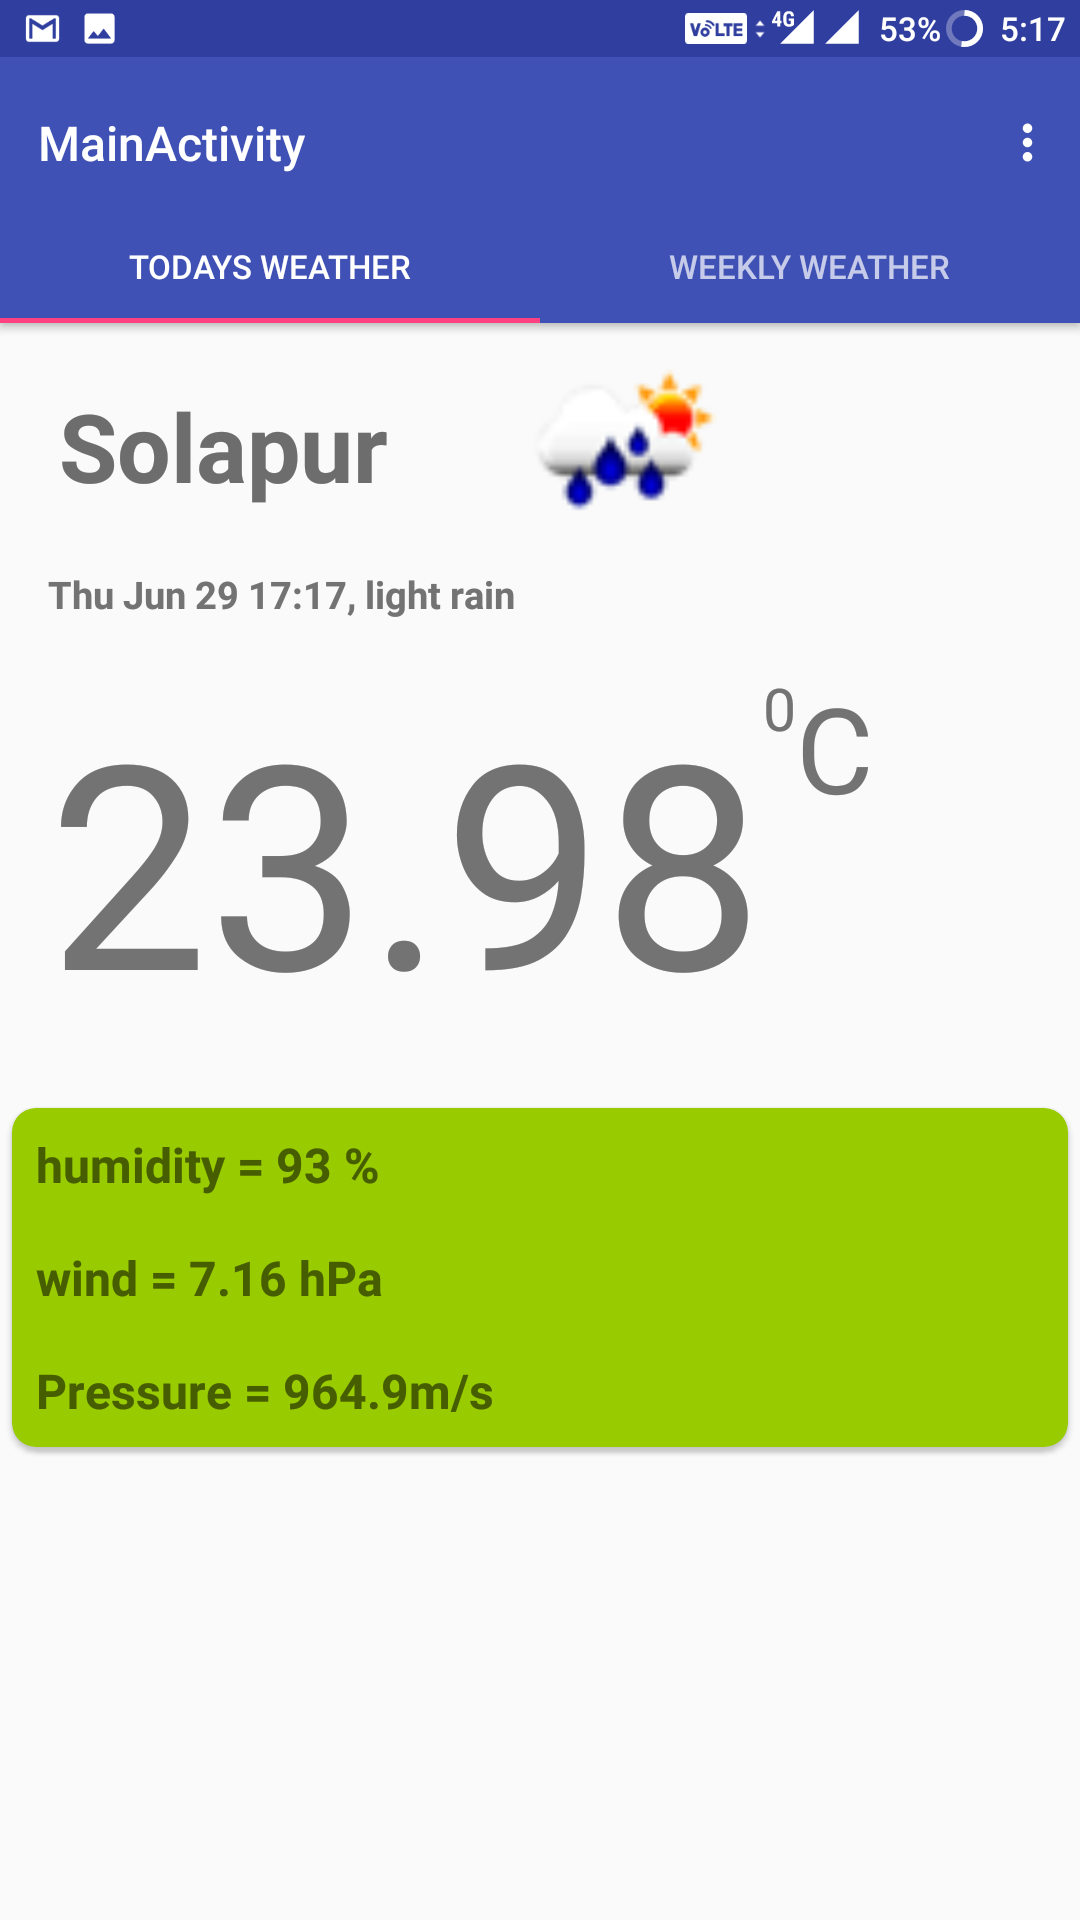 VoLTE 4G 53% 5:17
MainActivity
TODAYS WEATHER WEEKLY WEATHER
Solapur
Thu Jun 29 17:17, light rain
23.98 0C
humidity = 93 %
wind = 7.16 hPa
Pressure = 964.9m/s